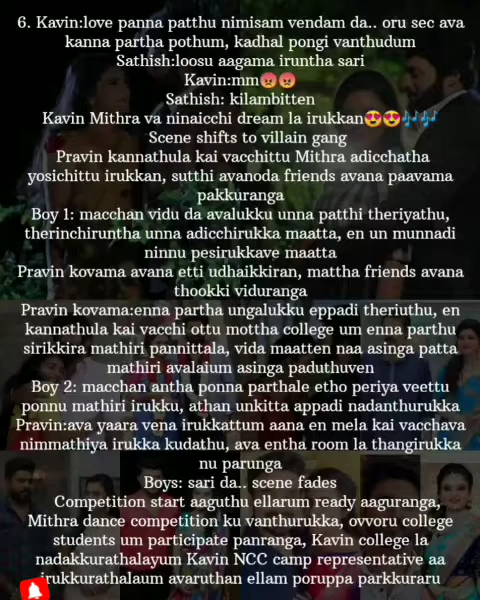 6. Kavin:love panna patthu nimisam vendam da.. oru sec ava
kanna partha pothum, kadhal pongi vanthudum
Sathish:loosu aagama iruntha sari
Kavin:mm😡😡
Sathish: kilambitten
Kavin Mithra va ninaicchi dream la irukkan😍😍🎶🎶
Scene shifts to villain gang
Pravin kannathula kai vacchittu Mithra adicchatha
yosichittu irukkan, sutthi avanoda friends avana paavama
pakkuranga
Boy 1: macchan vidu da avalukku unna patthi theriyathu,
therinchiruntha unna adicchirukka maatta, en un munnadi
ninnu pesirukkave maatta
Pravin kovama avana etti udhaikkiran, mattha friends avana
thookki viduranga
Pravin kovama:enna partha ungalukku eppadi theriuthu, en
kannathula kai vacchi ottu mottha college um enna parthu
sirikkira mathiri pannittala, vida maatten naa asinga patta
mathiri avalaium asinga paduthuven
Boy 2: macchan antha ponna parthale etho periya veettu
ponnu mathiri irukku, athan unkitta appadi nadanthurukka
Pravin:ava yaara vena irukkattum aana en mela kai vacchava
nimmathiya irukka kudathu, ava entha room la thangirukka
nu parunga
Boys: sari da.. scene fades
Competition start aaguthu ellarum ready aaguranga,
Mithra dance competition ku vanthurukka, ovvoru college
students um participate panranga, Kavin college la
nadakkurathalayum Kavin NCC camp representative aa
irukkurathalaum avaruthan ellam poruppa parkkuraru